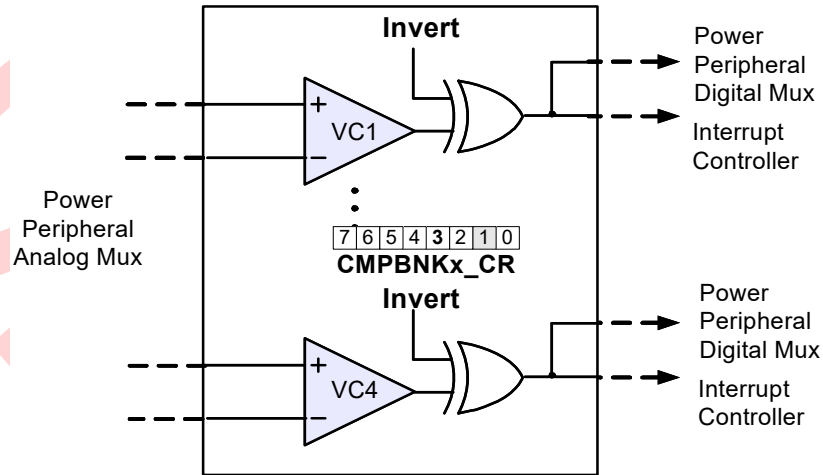 Invert
Power
Peripheral
Digital Mux
+
VC1
−
Interrupt
Controller
Power
Peripheral
Analog Mux
7 6 5 4 3 2 1 0
CMPBNKx_CR
Invert
Power
Peripheral
Digital Mux
+
VC4
−
Interrupt
Controller